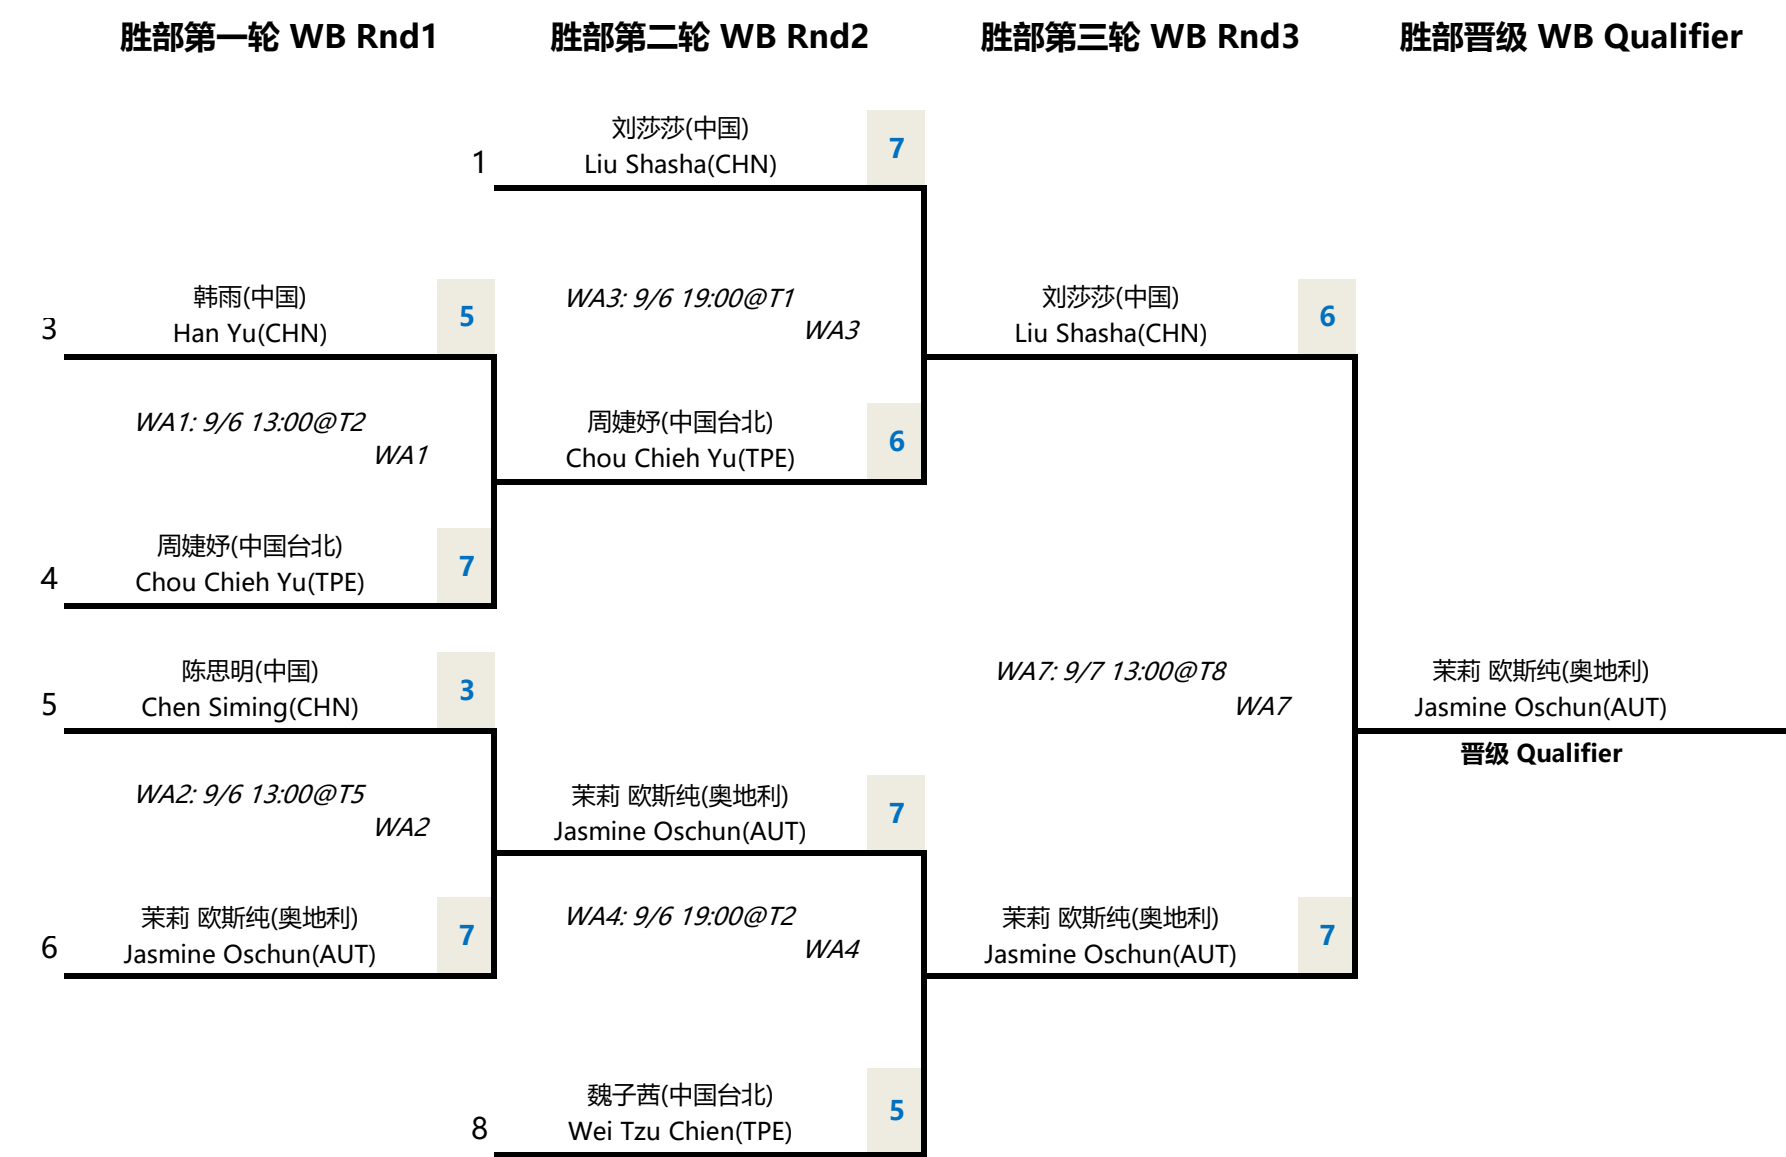 胜部第一轮 WB Rnd1
胜部第二轮 WB Rnd2
胜部第三轮 WB Rnd3
胜部晋级 WB Qualifier
刘莎莎(中国)
1
Liu Shasha(CHN)
7
韩雨(中国)
3
Han Yu(CHN)
5
WA3: 9/6 19:00@T1
WA3
刘莎莎(中国)
Liu Shasha(CHN)
6
WA1: 9/6 13:00@T2
WA1
周婕妤(中国台北)
Chou Chieh Yu(TPE)
6
周婕妤(中国台北)
4
Chou Chieh Yu(TPE)
7
陈思明(中国)
5
Chen Siming(CHN)
3
WA7: 9/7 13:00@T8
WA7
茉莉 欧斯纯(奥地利)
Jasmine Oschun(AUT)
晋级 Qualifier
WA2: 9/6 13:00@T5
WA2
茉莉 欧斯纯(奥地利)
Jasmine Oschun(AUT)
7
茉莉 欧斯纯(奥地利)
6
Jasmine Oschun(AUT)
7
WA4: 9/6 19:00@T2
WA4
茉莉 欧斯纯(奥地利)
Jasmine Oschun(AUT)
7
魏子茜(中国台北)
8
Wei Tzu Chien(TPE)
5